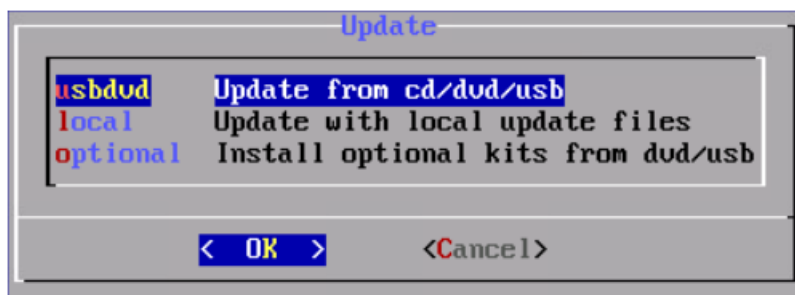 Update
usbdvd Update from cd/dvd/usb
local Update with local update files
optional Install optional kits from dvd/usb
< OK > <Cancel>